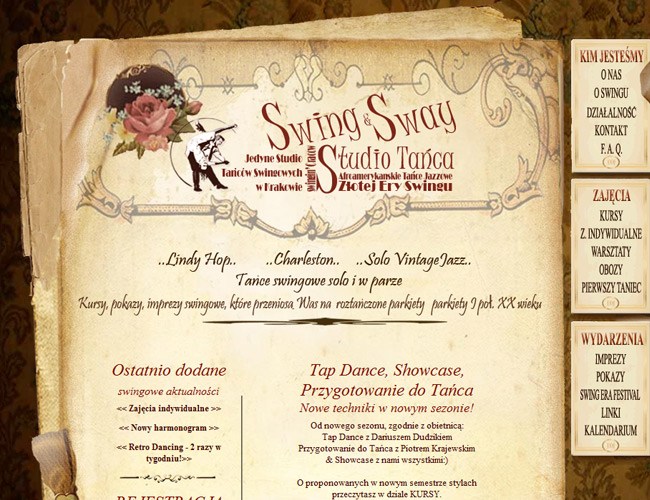 Swing & Sway
Studio Tańca
Jedyne Studio
Tańców Swingowych
w Krakowie
Swingin' Cracow
Afroamerykańskie Tańce Jazzowe
Złotej Ery Swingu
..Lindy Hop.. ..Charleston.. ..Solo VintageJazz..
Tańce swingowe solo i w parze
Kursy, pokazy, imprezy swingowe, które przeniosą Was na roztańczone parkiety parkiety I poł. XX wieku
Ostatnio dodane
swingowe aktualności
<< Zajęcia indywidualne >>
<< Nowy harmonogram >>
<< Retro Dancing - 2 razy w
tygodniu!>>
REJESTRACJA
Tap Dance, Showcase,
Przygotowanie do Tańca
Nowe techniki w nowym sezonie!
Od nowego sezonu, zgodnie z obietnicą:
Tap Dance z Dariuszem Dudzikiem
Przygotowanie do Tańca z Piotrem Krajewskim
& Showcase z nami wszystkimi:)
O proponowanych w nowym semestrze stylach
przeczytasz w dziale KURSY.
KIM JESTEŚMY
O NAS
O SWINGU
DZIAŁALNOŚĆ
KONTAKT
F. A. Q.
ZAJĘCIA
KURSY
Z. INDYWIDUALNE
WARSZTATY
OBOZY
PIERWSZY TANIEC
WYDARZENIA
IMPREZY
POKAZY
SWING ERA FESTIVAL
LINKI
KALENDARIUM